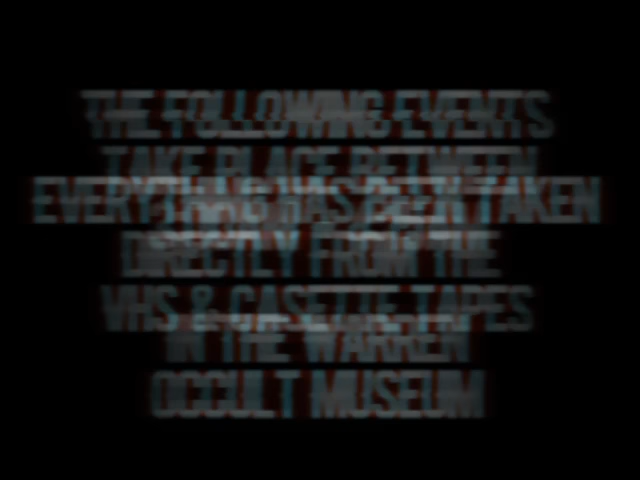 THE FOLLOWING EVENTS
TAKE PLACE BETWEEN
EVERYTHING HAS BEEN TAKEN
DIRECTLY FROM THE
VHS & CASETTE TAPES
IN THE WARREN
OCCULT MUSEUM